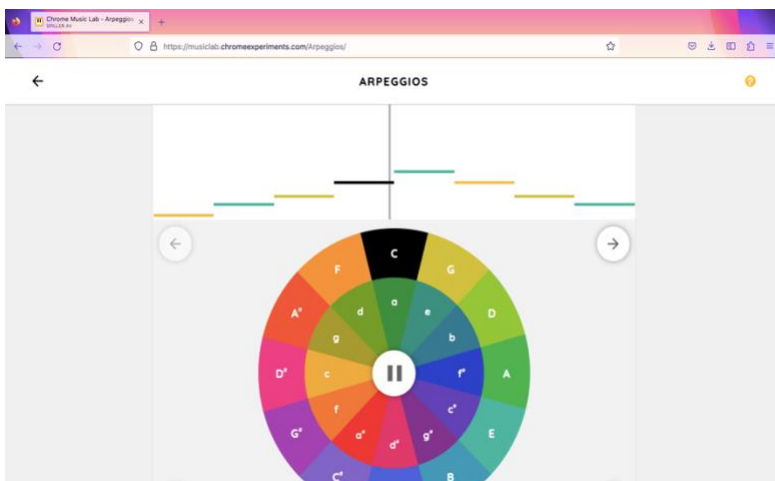 Chrome Music Lab - Arpeggios
https://musiclab.chromeexperiments.com/Arpeggios/
ARPEGGIOS
C
F G
a
d e
A# D
g b
D# c f# A
f c#
G# a# d# g# E
C# B